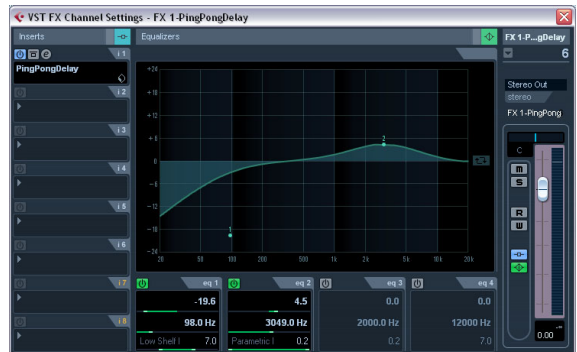 VST FX Channel Settings - FX 1-PingPongDelay
Inserts
Equalizers
FX 1-P...gDelay
e
i 1
6
PingPongDelay
i 2
i 3
i 4
i 5
i 6
i 7
i 8
+24
+18
+12
+6
0
-6
-12
-18
-24
20
50
100
200
500
1k
2k
5k
10k
20k
1
2
Stereo Out
stereo
FX 1-PingPong
C
m
S
R
W
eq 1
eq 2
eq 3
eq 4
-19.6
4.5
0.0
0.0
98.0 Hz
3049.0 Hz
2000.0 Hz
12000 Hz
Low Shelf I
7.0
Parametric I
0.2
0.2
7.0
0.00
-∞